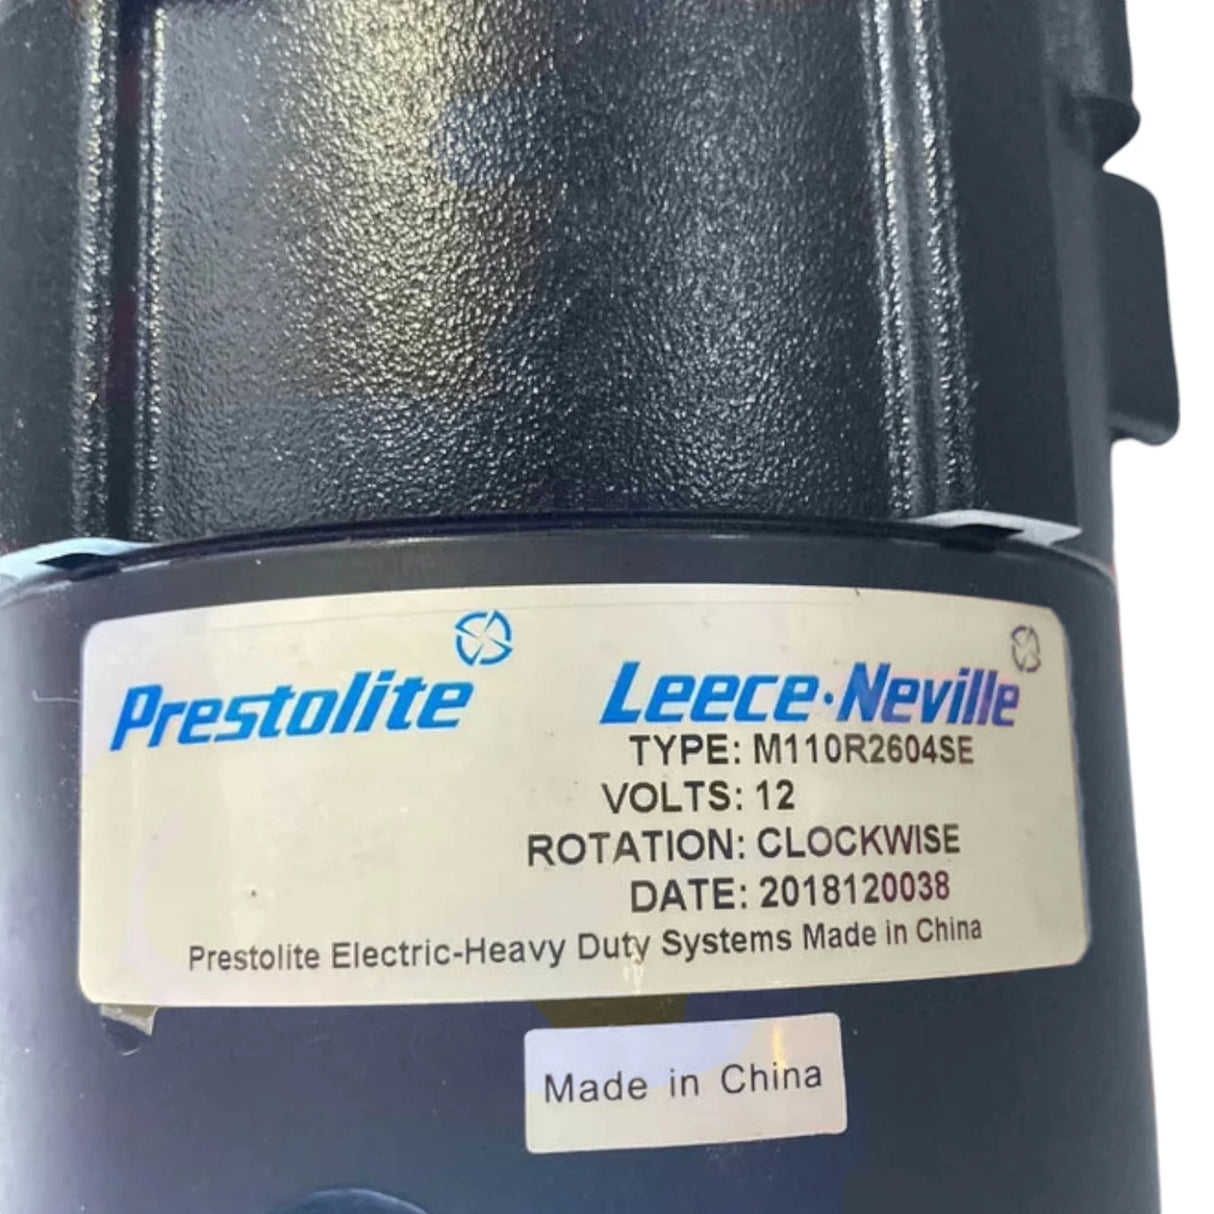 Prestolite Leece·Neville
TYPE: M110R2604SE
VOLTS: 12
ROTATION: CLOCKWISE
DATE: 2018120038
Prestolite Electric-Heavy Duty Systems Made in China
Made in China